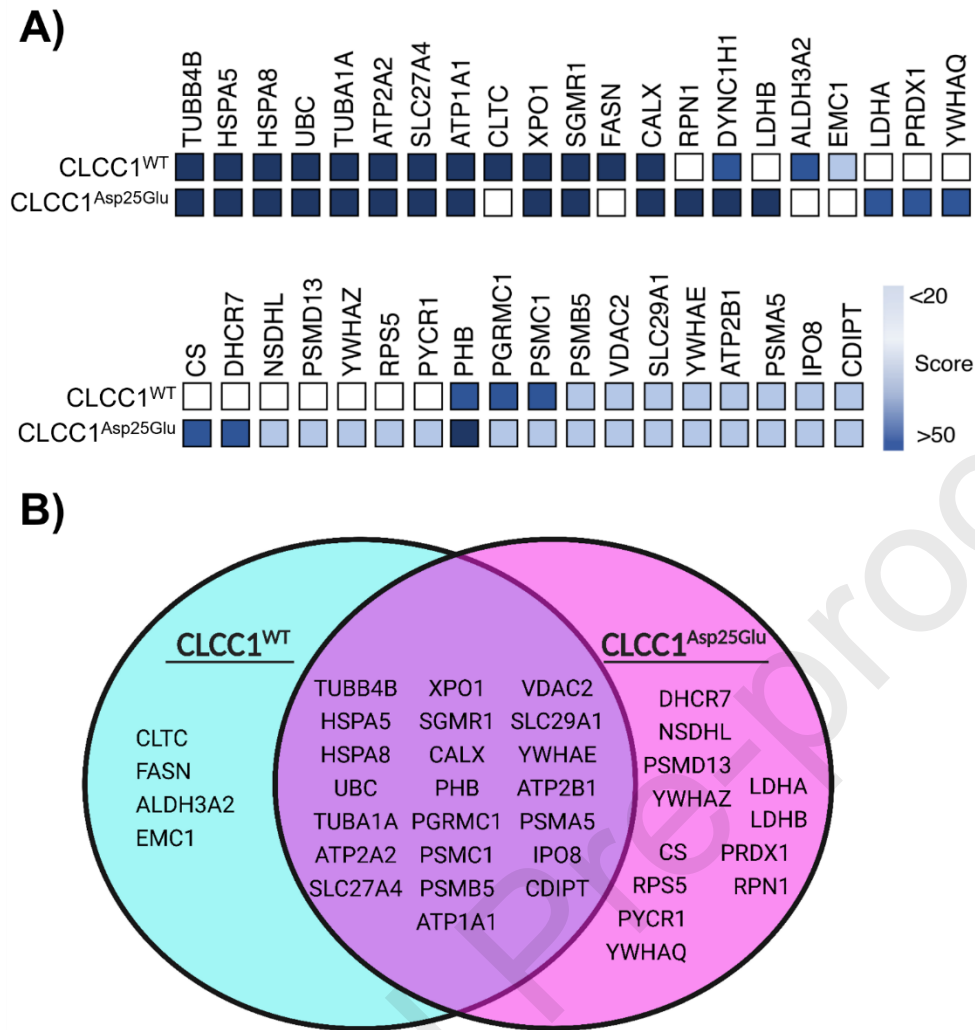 A)
TUBB4B HSPA5 HSPA8 UBC TUBA1A ATP2A2 SLC27A4 ATP1A1 CLTC XPO1 SGMR1 FASN CALX RPN1 DYNC1H1 LDHB ALDH3A2 EMC1 LDHA PRDX1 YWHAQ
CLCC1WT
CLCC1Asp25Glu
CS DHCR7 NSDHL PSMD13 YWHAZ RPS5 PYCR1 PHB PGRMC1 PSMC1 PSMB5 VDAC2 SLC29A1 YWHAE ATP2B1 PSMA5 IPO8 CDIPT
CLCC1WT
CLCC1Asp25Glu
<20
Score
>50
B)
CLCC1WT
CLTC
FASN
ALDH3A2
EMC1
TUBB4B XPO1 VDAC2
HSPA5 SGMR1 SLC29A1
HSPA8 CALX YWHAE
UBC PHB ATP2B1
TUBA1A PGRMC1 PSMA5
ATP2A2 PSMC1 IPO8
SLC27A4 PSMB5 CDIPT
ATP1A1
CLCC1Asp25Glu
DHCR7
NSDHL
PSMD13
YWHAZ
LDHA
LDHB
CS PRDX1
RPS5 RPN1
PYCR1
YWHAQ
Pre-proo